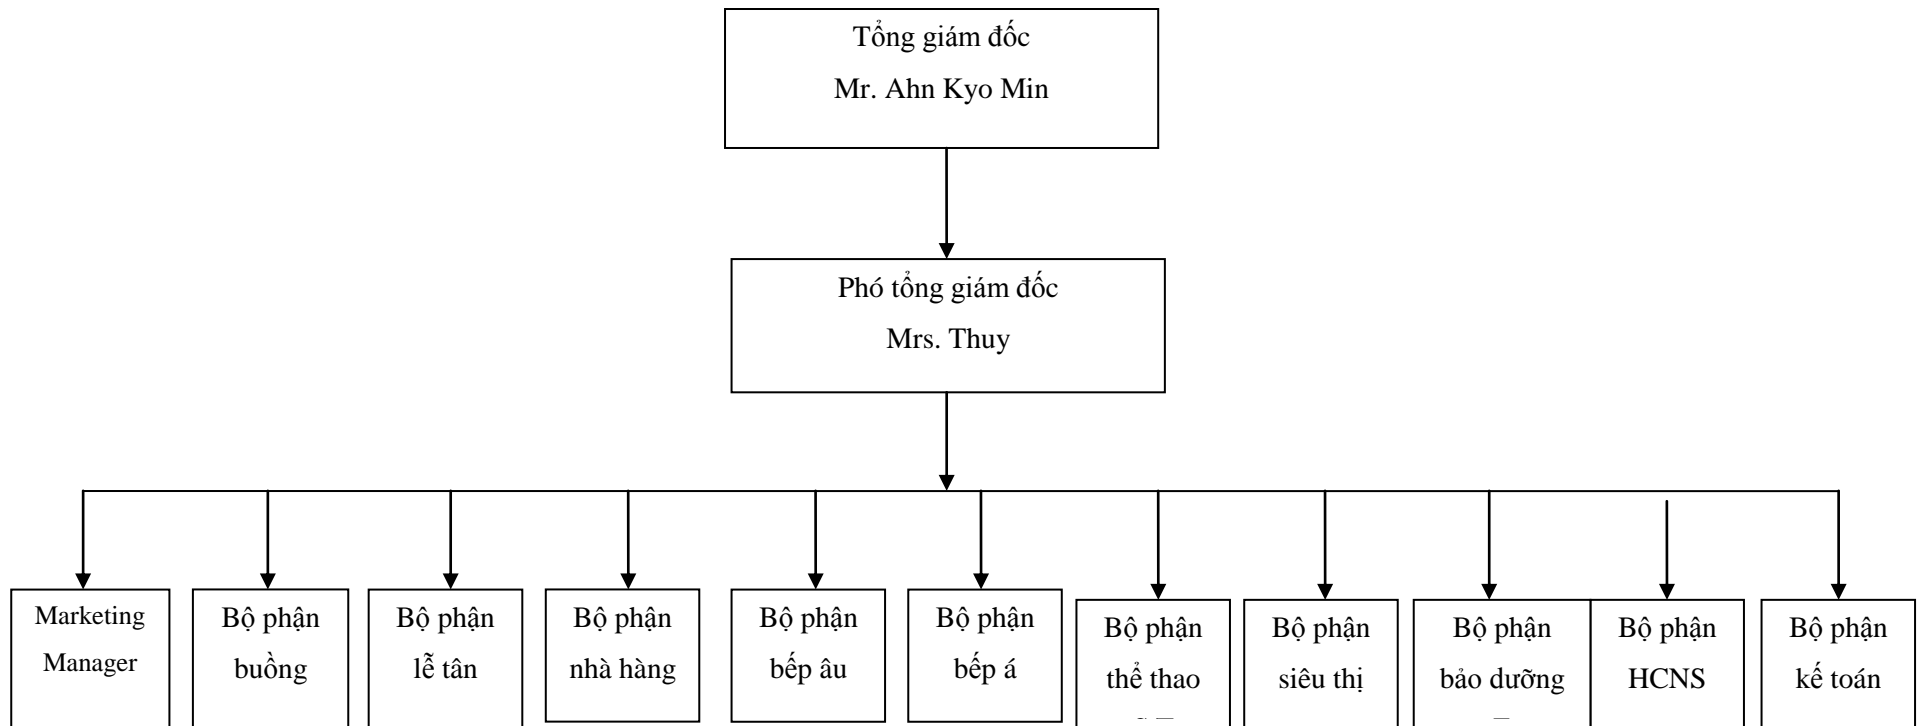 Tổng giám đốc
Mr. Ahn Kyo Min
Phó tổng giám đốc
Mrs. Thuy
Marketing
Manager
Bộ phận
buồng
Bộ phận
lễ tân
Bộ phận
nhà hàng
Bộ phận
bếp âu
Bộ phận
bếp á
Bộ phận
thể thao
Bộ phận
siêu thị
Bộ phận
bảo dưỡng
Bộ phận
HCNS
Bộ phận
kế toán